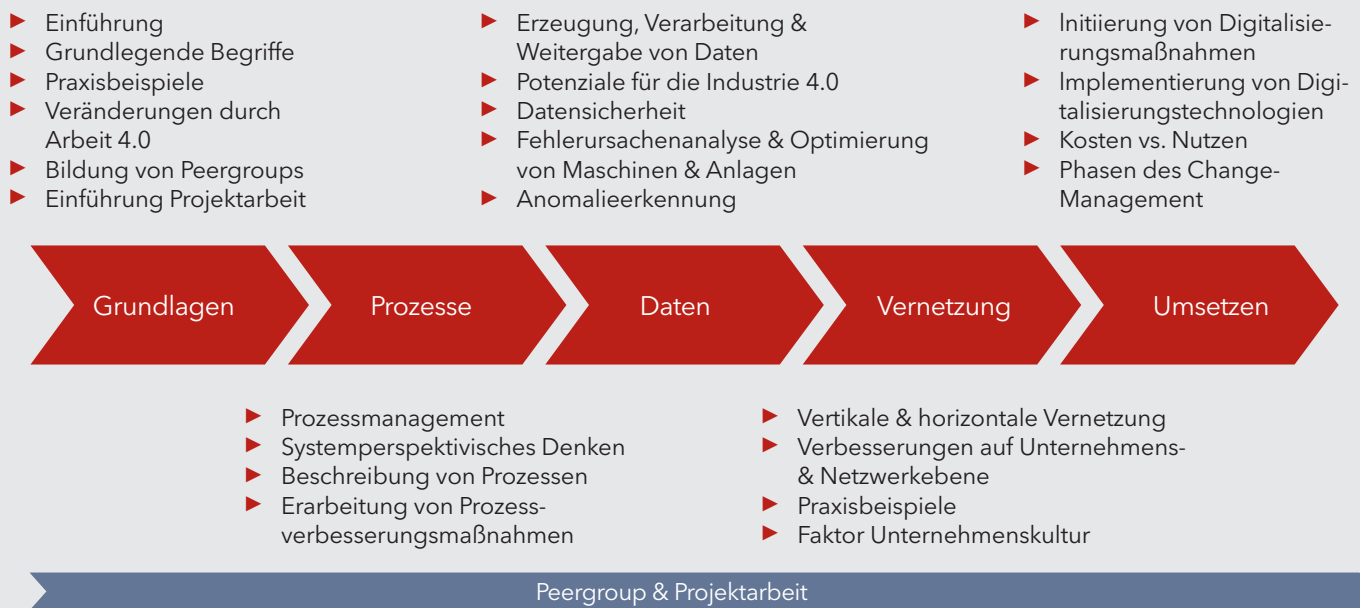 Einführung
Grundlegende Begriffe
Praxisbeispiele
Veränderungen durch
Arbeit 4.0
Bildung von Peergroups
Einführung Projektarbeit
Erzeugung, Verarbeitung &
Weitergabe von Daten
Potenziale für die Industrie 4.0
Datensicherheit
Fehlerursachenanalyse & Optimierung
von Maschinen & Anlagen
Anomalieerkennung
Initiierung von Digitalisie-
rungsmaßnahmen
Implementierung von Digi-
talisierungstechnologien
Kosten vs. Nutzen
Phasen des Change-
Management
Grundlagen
Prozesse
Daten
Vernetzung
Umsetzen
Prozessmanagement
Systemperspektivisches Denken
Beschreibung von Prozessen
Erarbeitung von Prozess-
verbesserungsmaßnahmen
Vertikale & horizontale Vernetzung
Verbesserungen auf Unternehmens-
& Netzwerkebene
Praxisbeispiele
Faktor Unternehmenskultur
Peergroup & Projektarbeit